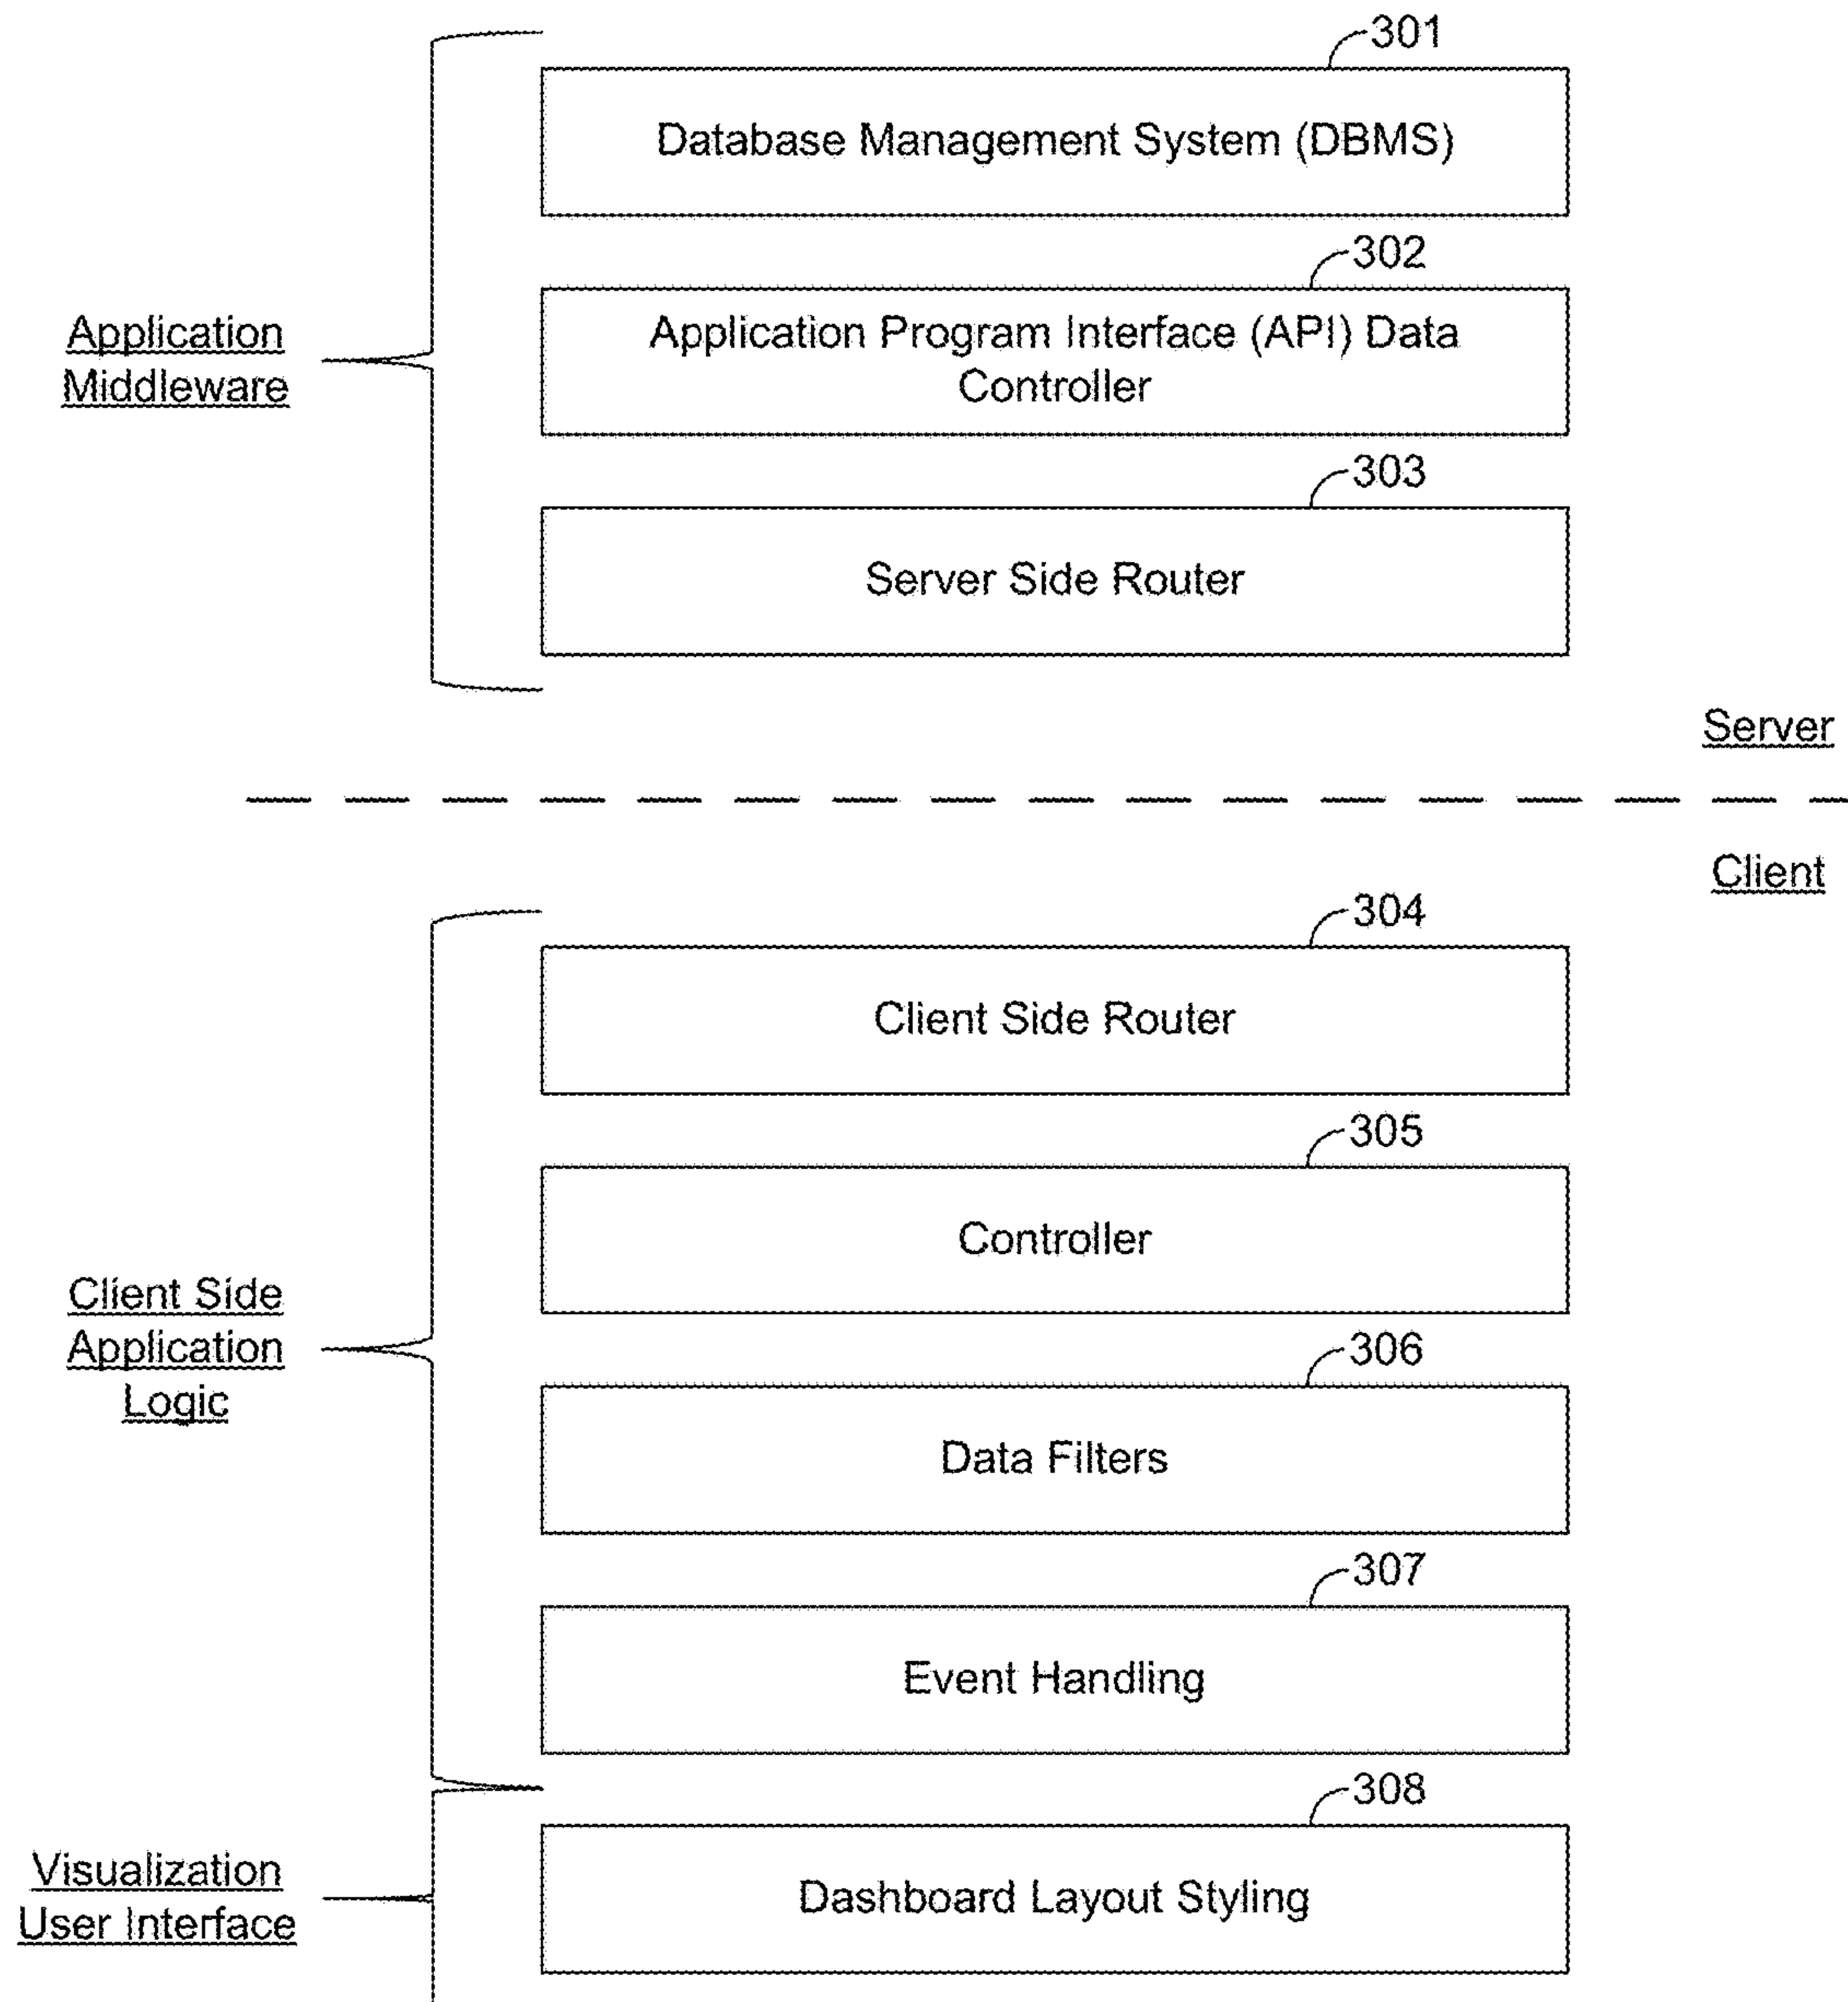 301
Database Management System (DBMS)
302
Application Program Interface (API) Data
Controller
Application
Middleware
303
Server Side Router
Server
Client
304
Client Side Router
305
Controller
Client Side
Application
Logic
306
Data Filters
307
Event Handling
308
Dashboard Layout Styling
Visualization
User Interface